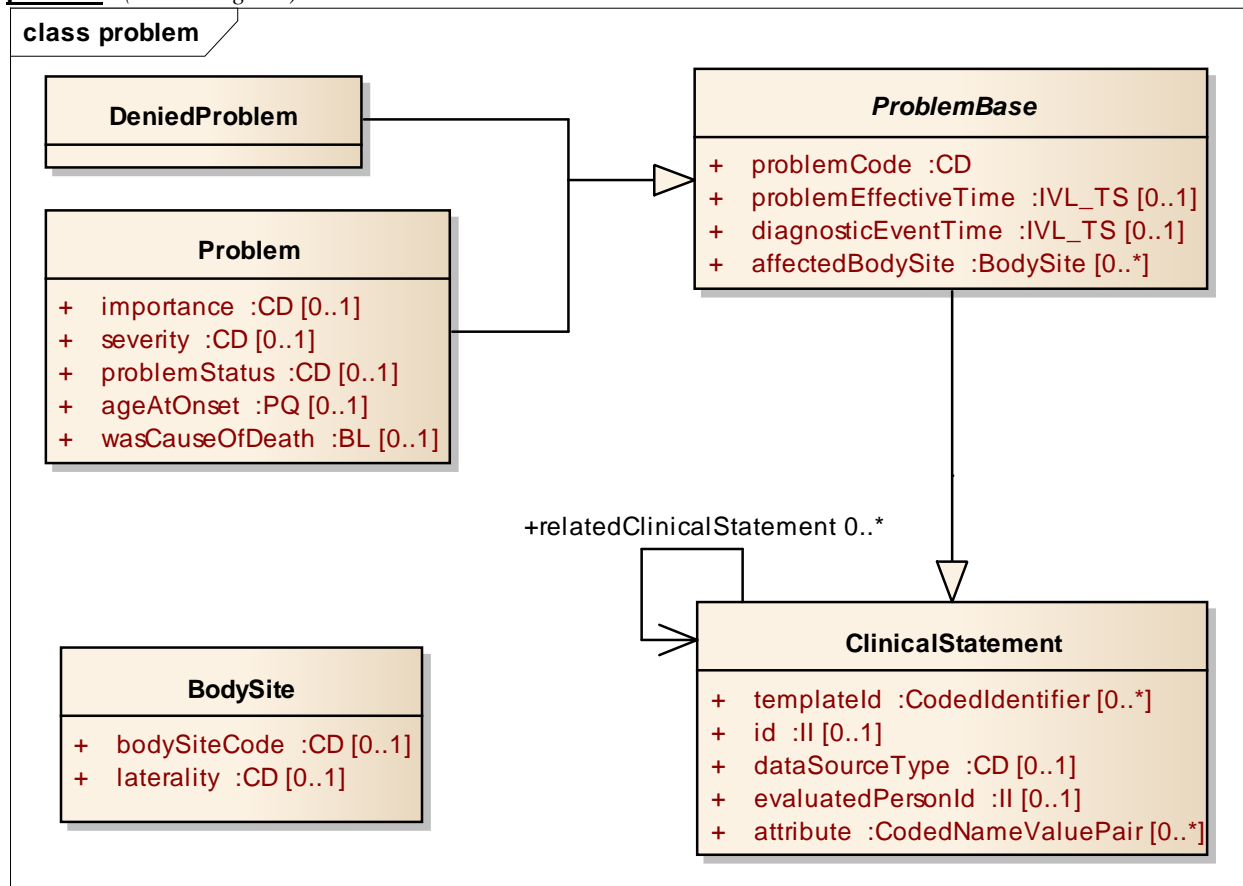 class problem
DeniedProblem
ProblemBase
+ problemCode :CD
+ problemEffectiveTime :IVL_TS [0..1]
+ diagnosticEventTime :IVL_TS [0..1]
+ affectedBodySite :BodySite [0..*]
Problem
+ importance :CD [0..1]
+ severity :CD [0..1]
+ problemStatus :CD [0..1]
+ ageAtOnset :PQ [0..1]
+ wasCauseOfDeath :BL [0..1]
+relatedClinicalStatement 0..*
ClinicalStatement
+ templateId :CodedIdentifier [0..*]
+ id :II [0..1]
+ dataSourceType :CD [0..1]
+ evaluatedPersonId :II [0..1]
+ attribute :CodedNameValuePair [0..*]
BodySite
+ bodySiteCode :CD [0..1]
+ laterality :CD [0..1]